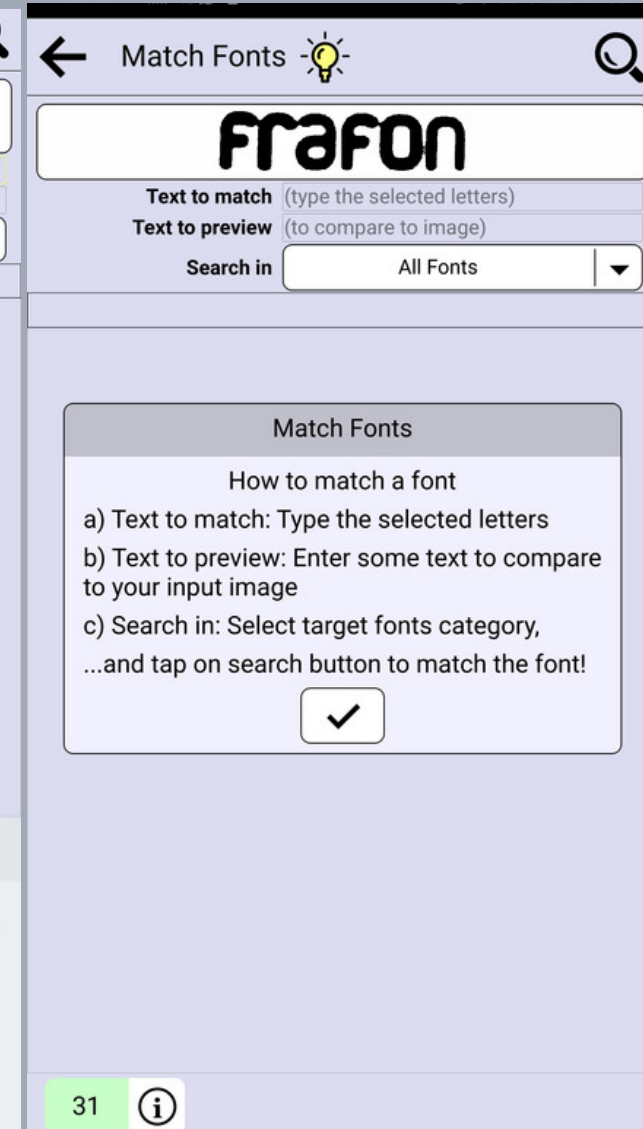 Match Fonts
Frafon
Text to match (type the selected letters)
Text to preview (to compare to image)
Search in All Fonts
Match Fonts
How to match a font
a) Text to match: Type the selected letters
b) Text to preview: Enter some text to compare
to your input image
c) Search in: Select target fonts category,
...and tap on search button to match the font!
31